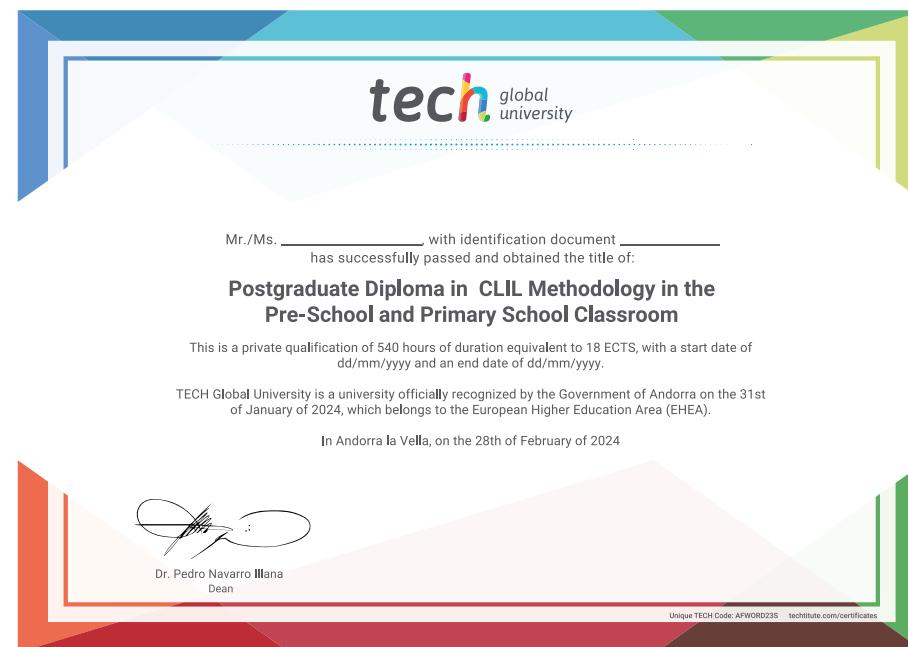 tech global
university
Mr./Ms. ____________, with identification document ____________
has successfully passed and obtained the title of:
Postgraduate Diploma in CLIL Methodology in the
Pre-School and Primary School Classroom
This is a private qualification of 540 hours of duration equivalent to 18 ECTS, with a start date of
dd/mm/yyyy and an end date of dd/mm/yyyy.
TECH Global University is a university officially recognized by the Government of Andorra on the 31st
of January of 2024, which belongs to the European Higher Education Area (EHEA).
In Andorra la Vella, on the 28th of February of 2024
Dr. Pedro Navarro Illana
Dean
Unique TECH Code: AFWORD23S techtitute.com/certificates